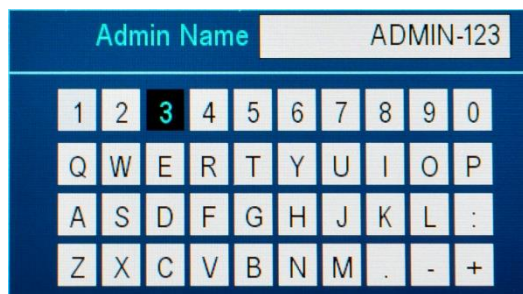 Admin Name ADMIN-123
1 2 3 4 5 6 7 8 9 0
Q W E R T Y U I O P
A S D F G H J K L :
Z X C V B N M . - +